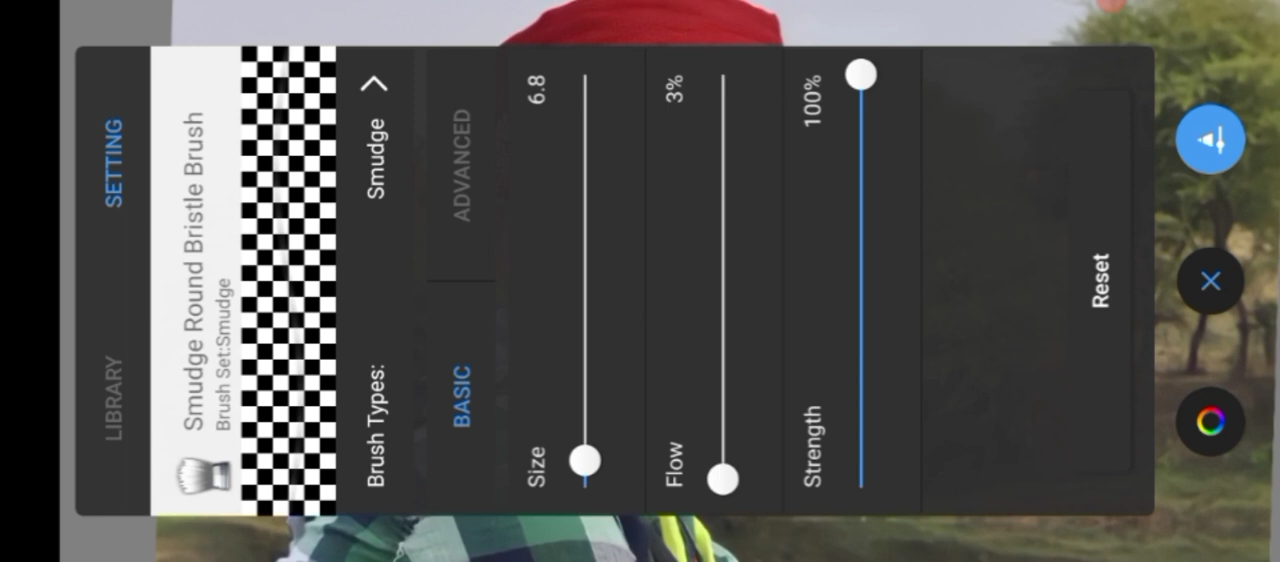 LIBRARY SETTING
Smudge Round Bristle Brush
Brush Set:Smudge
Brush Types: Smudge
BASIC ADVANCED
Size 6.8
Flow 3%
Strength 100%
Reset